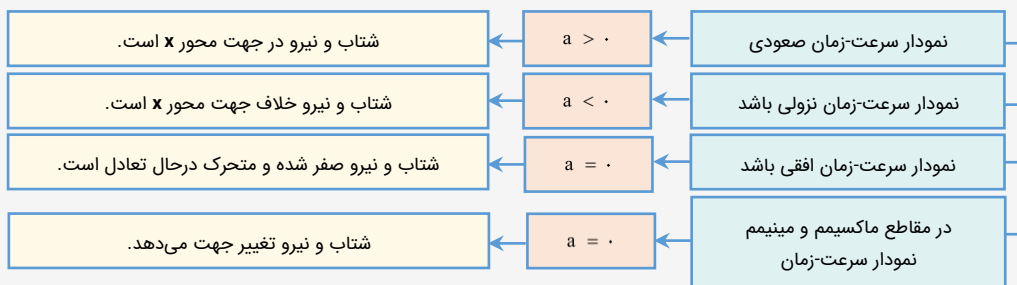 نمودار سرعت-زمان صعودی
a > ۰
شتاب و نیرو در جهت محور x است.
نمودار سرعت-زمان نزولی باشد
a < ۰
شتاب و نیرو خلاف جهت محور x است.
نمودار سرعت-زمان افقی باشد
a = ۰
شتاب و نیرو صفر شده و متحرک درحال تعادل است.
در مقاطع ماکسیمم و مینیمم
نمودار سرعت-زمان
a = ۰
شتاب و نیرو تغییر جهت می‌دهد.